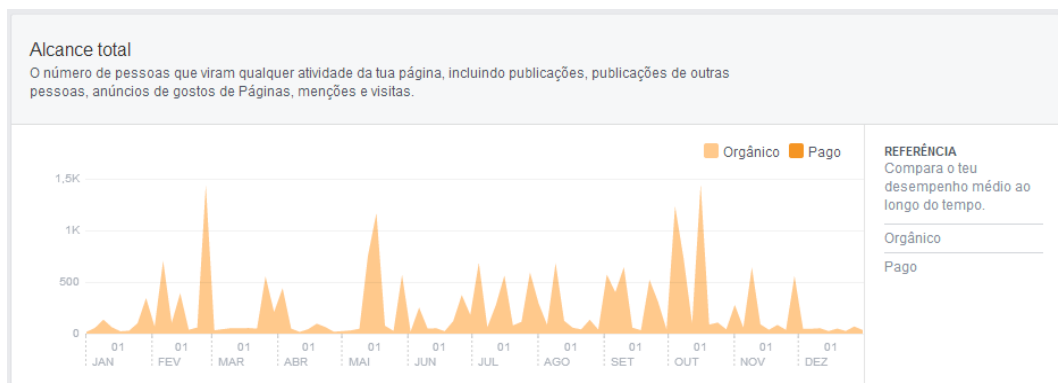 Alcance total
O número de pessoas que viram qualquer atividade da tua página, incluindo publicações, publicações de outras
pessoas, anúncios de gostos de Páginas, menções e visitas.
Orgânico Pago
1,5K
1K
500
0
01 01 01 01 01 01 01 01 01 01 01 01
JAN FEV MAR ABR MAI JUN JUL AGO SET OUT NOV DEZ
REFERÊNCIA
Compara o teu
desempenho médio ao
longo do tempo.
Orgânico
Pago